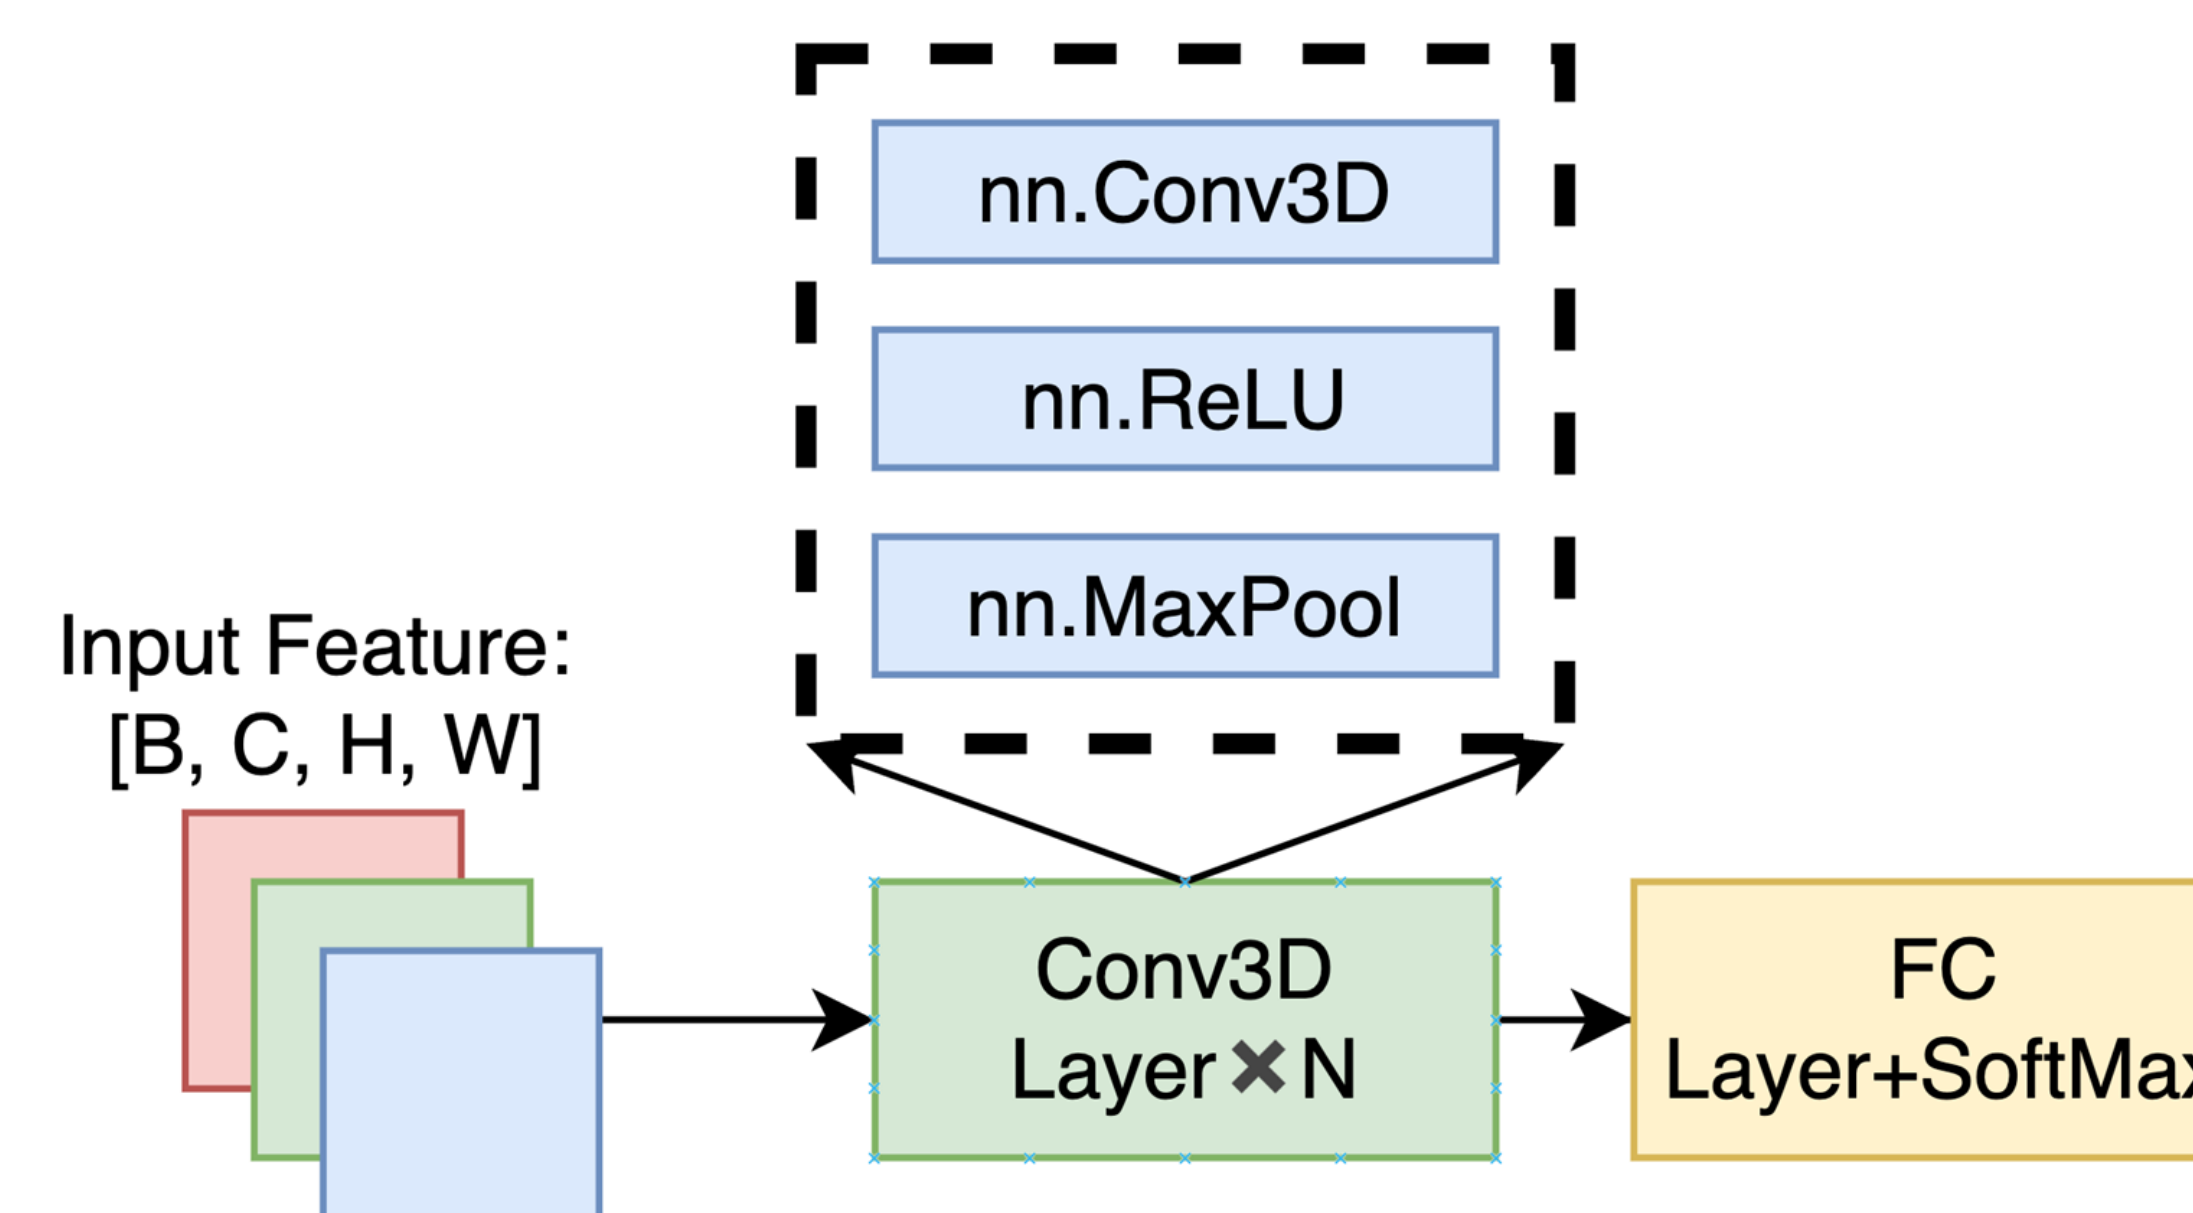 nn.Conv3D
nn.ReLU
nn.MaxPool
Input Feature:
[B, C, H, W]
Conv3D
Layer✖N
FC
Layer+SoftMax